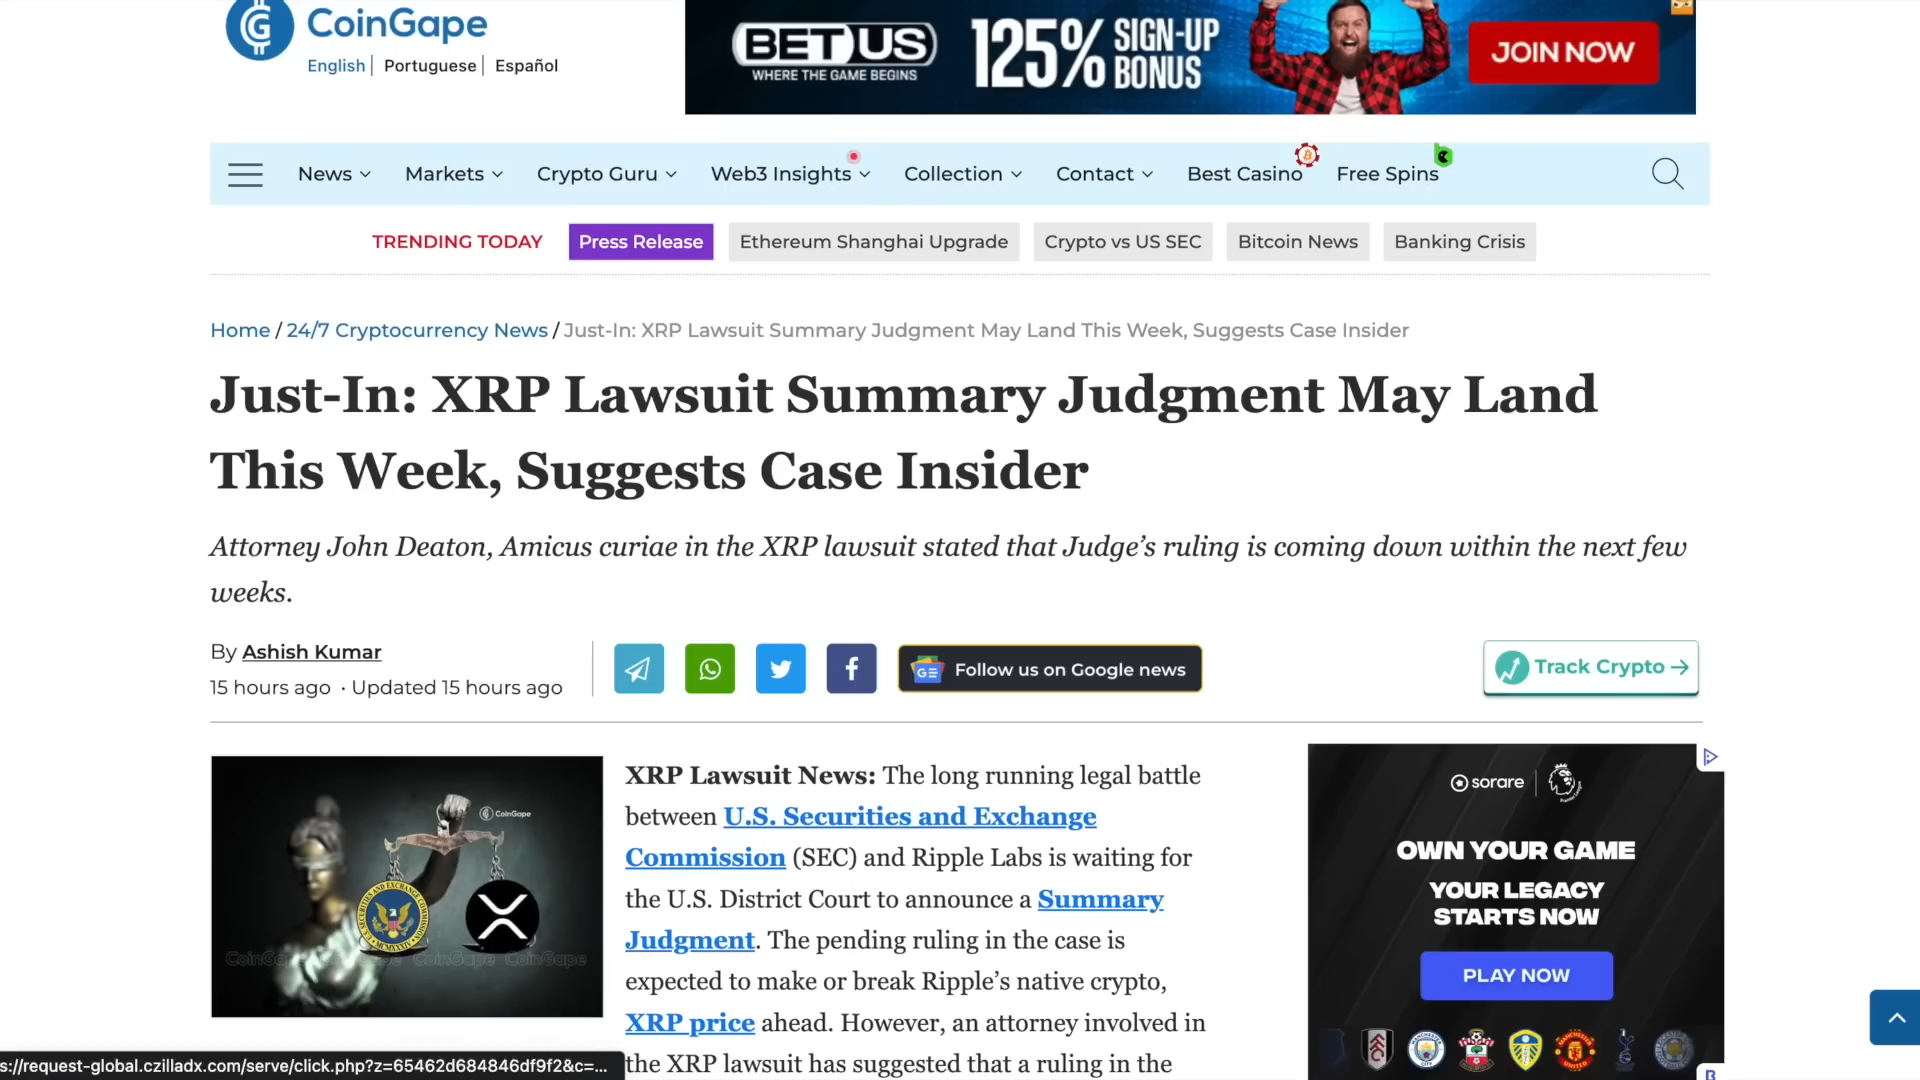 CoinGape
English | Portuguese | Español
BETUS
WHERE THE GAME BEGINS
125% SIGN-UP
BONUS
JOIN NOW
News
Markets
Crypto Guru
Web3 Insights
Collection
Contact
Best Casino
Free Spins
TRENDING TODAY
Press Release
Ethereum Shanghai Upgrade
Crypto vs US SEC
Bitcoin News
Banking Crisis
Home / 24/7 Cryptocurrency News / Just-In: XRP Lawsuit Summary Judgment May Land This Week, Suggests Case Insider
Just-In: XRP Lawsuit Summary Judgment May Land
This Week, Suggests Case Insider
Attorney John Deaton, Amicus curiae in the XRP lawsuit stated that Judge’s ruling is coming down within the next few
weeks.
By Ashish Kumar
15 hours ago · Updated 15 hours ago
Follow us on Google news
Track Crypto →
CoinGape
CoinGape CoinGape
XRP Lawsuit News: The long running legal battle
between U.S. Securities and Exchange
Commission (SEC) and Ripple Labs is waiting for
the U.S. District Court to announce a Summary
Judgment. The pending ruling in the case is
expected to make or break Ripple’s native crypto,
XRP price ahead. However, an attorney involved in
the XRP lawsuit has suggested that a ruling in the
sorare
OWN YOUR GAME
YOUR LEGACY
STARTS NOW
PLAY NOW
s://request-global.czilladx.com/serve/click.php?z=65462d684846df9f2&c=...